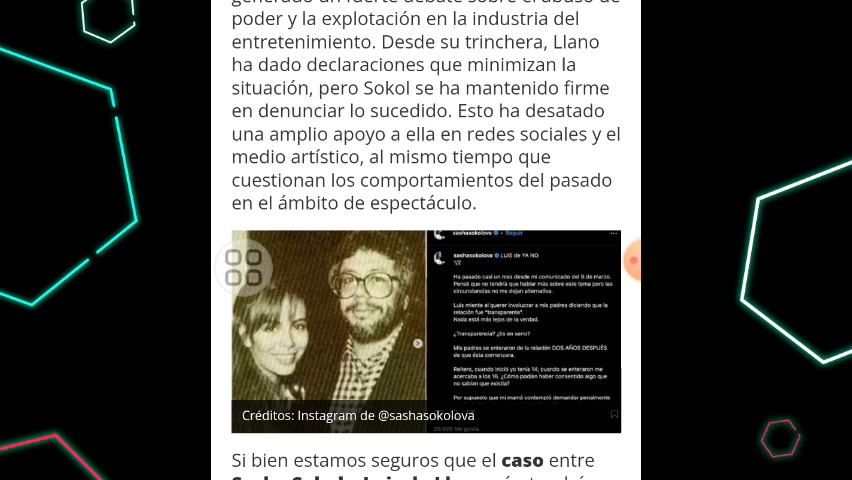 generado un fuerte debate sobre el abuso de
poder y la explotación en la industria del
entretenimiento. Desde su trinchera, Llano
ha dado declaraciones que minimizan la
situación, pero Sokol se ha mantenido firme
en denunciar lo sucedido. Esto ha desatado
una amplio apoyo a ella en redes sociales y el
medio artístico, al mismo tiempo que
cuestionan los comportamientos del pasado
en el ámbito de espectáculo.
sashasokolova • Seguir
sashasokolova LUIS de YA NO
1/2
Ha pasado casi un mes desde mi comunicado del 8 de marzo.
Pensé que no tendría que hablar más sobre este tema pero las
circunstancias no me dejan alternativa.
Luis miente al querer involucrar a mis padres diciendo que la
relación fue "transparente".
Nada está más lejos de la verdad.
¿Transparencia? ¿Es en serio?
Mis padres se enteraron de la relación DOS AÑOS DESPUÉS
de que ésta comenzara.
Reitero, cuando inició yo tenía 14; cuando se enteraron me
acercaba a los 16. ¿Cómo podían haber consentido algo que
no sabían que existía?
Por supuesto que mi mamá contempló demandar penalmente
Créditos: Instagram de @sashasokolova
Me gusta
Si bien estamos seguros que el caso entre